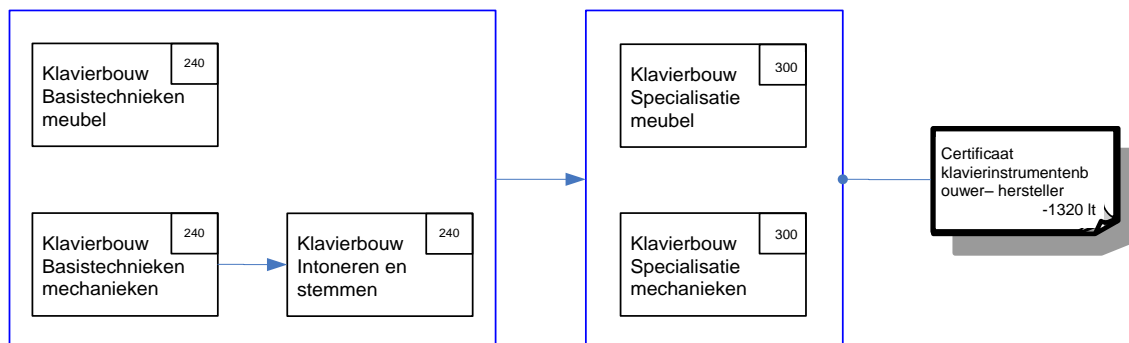 240
Klavierbouw
Basistechnieken
meubel
240
Klavierbouw
Basistechnieken
mechanieken
240
Klavierbouw
Intoneren en
stemmen
300
Klavierbouw
Specialisatie
meubel
300
Klavierbouw
Specialisatie
mechanieken
Certificaat
klavierinstrumentenb
ouwer– hersteller
-1320 lt